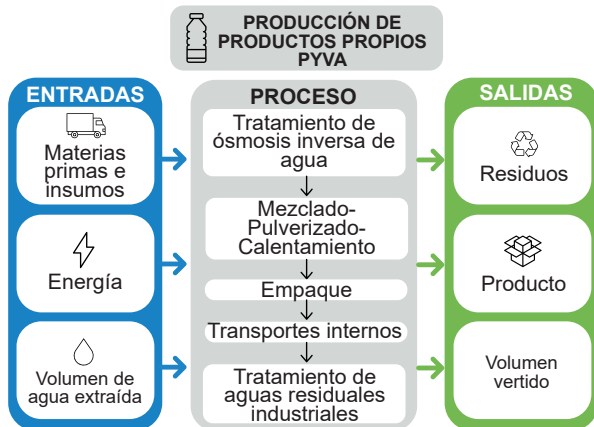 PRODUCCIÓN DE
PRODUCTOS PROPIOS
PYVA
ENTRADAS
Materias
primas e
insumos
Energía
Volumen de
agua extraída
PROCESO
Tratamiento de
ósmosis inversa de
agua
Mezclado-
Pulverizado-
Calentamiento
Empaque
Transportes internos
Tratamiento de
aguas residuales
industriales
SALIDAS
Residuos
Producto
Volumen
vertido